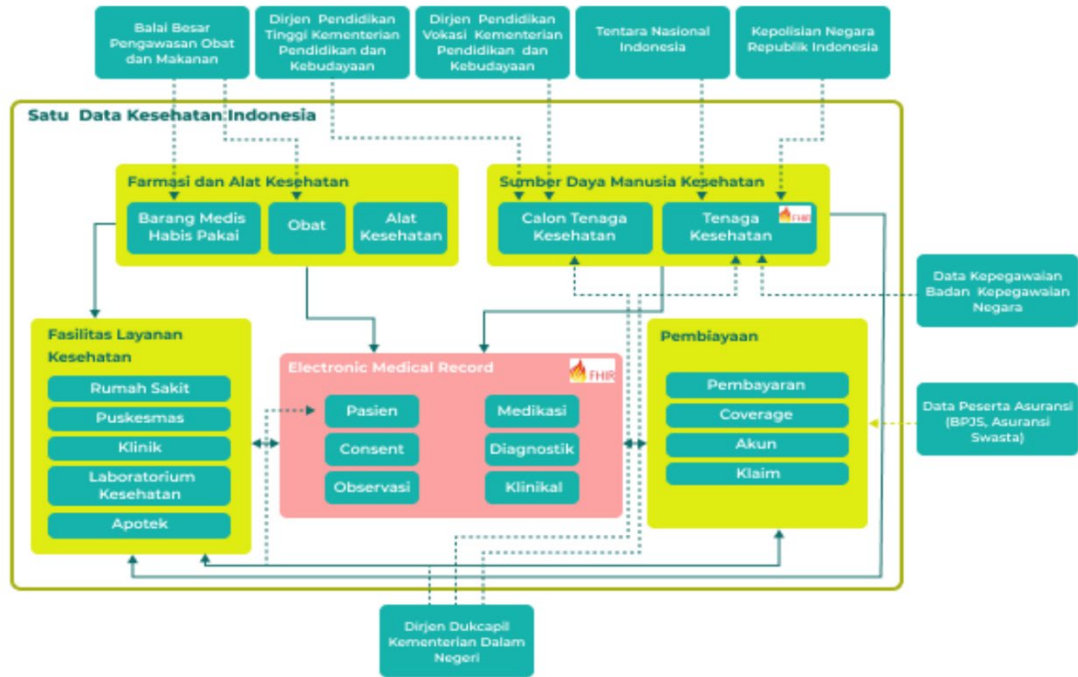 Balai Besar
Pengawasan Obat
dan Makanan
Dirjen Pendidikan
Tinggi Kementerian
Pendidikan dan
Kebudayaan
Dirjen Pendidikan
Vokasi Kementerian
Pendidikan dan
Kebudayaan
Tentara Nasional
Indonesia
Kepolisian Negara
Republik Indonesia
Satu Data Kesehatan Indonesia
Farmasi dan Alat Kesehatan
Barang Medis
Habis Pakai
Obat
Alat
Kesehatan
Sumber Daya Manusia Kesehatan
Calon Tenaga
Kesehatan
Tenaga
Kesehatan
FHIR
Data Kepegawaian
Badan Kepegawaian
Negara
Fasilitas Layanan
Kesehatan
Rumah Sakit
Puskesmas
Klinik
Laboratorium
Kesehatan
Apotek
Electronic Medical Record
FHIR
Pasien
Consent
Observasi
Medikasi
Diagnostik
Klinikal
Pembiayaan
Pembayaran
Coverage
Akun
Klaim
Data Peserta Asuransi
(BPJS, Asuransi
Swasta)
Dirjen Dukcapil
Kementerian Dalam
Negeri